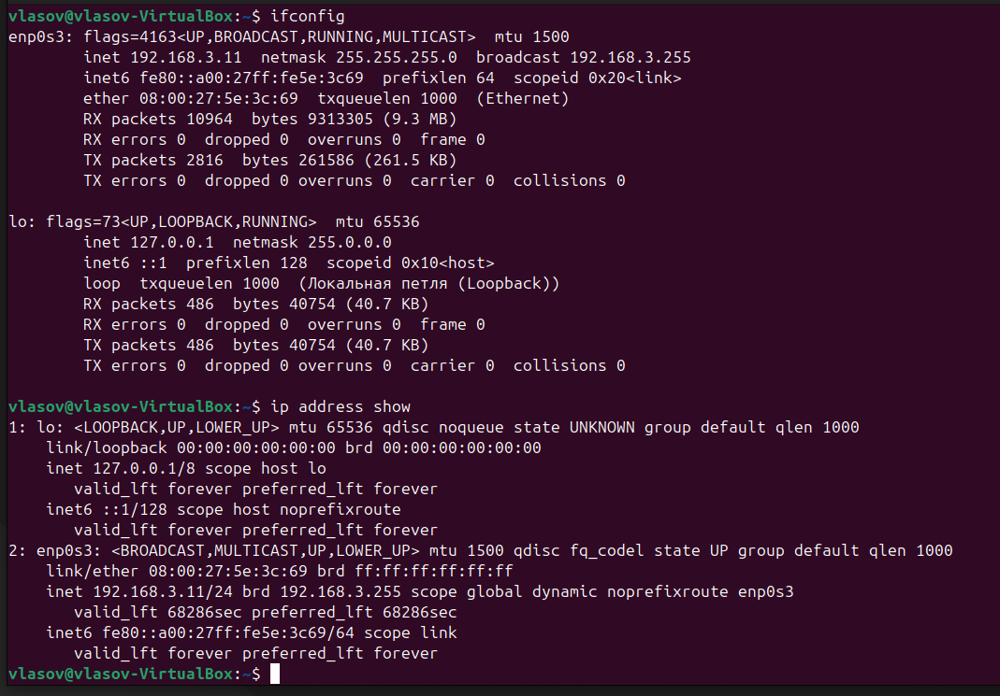 vlasov@vlasov-VirtualBox:~$ ifconfig
enp0s3: flags=4163<UP,BROADCAST,RUNNING,MULTICAST>  mtu 1500
        inet 192.168.3.11  netmask 255.255.255.0  broadcast 192.168.3.255
        inet6 fe80::a00:27ff:fe5e:3c69  prefixlen 64  scopeid 0x20<link>
        ether 08:00:27:5e:3c:69  txqueuelen 1000  (Ethernet)
        RX packets 10964  bytes 9313305 (9.3 MB)
        RX errors 0  dropped 0  overruns 0  frame 0
        TX packets 2816  bytes 261586 (261.5 KB)
        TX errors 0  dropped 0 overruns 0  carrier 0  collisions 0

lo: flags=73<UP,LOOPBACK,RUNNING>  mtu 65536
        inet 127.0.0.1  netmask 255.0.0.0
        inet6 ::1  prefixlen 128  scopeid 0x10<host>
        loop  txqueuelen 1000  (Локальная петля (Loopback))
        RX packets 486  bytes 40754 (40.7 KB)
        RX errors 0  dropped 0  overruns 0  frame 0
        TX packets 486  bytes 40754 (40.7 KB)
        TX errors 0  dropped 0 overruns 0  carrier 0  collisions 0

vlasov@vlasov-VirtualBox:~$ ip address show
1: lo: <LOOPBACK,UP,LOWER_UP> mtu 65536 qdisc noqueue state UNKNOWN group default qlen 1000
    link/loopback 00:00:00:00:00:00 brd 00:00:00:00:00:00
    inet 127.0.0.1/8 scope host lo
       valid_lft forever preferred_lft forever
    inet6 ::1/128 scope host noprefixroute
       valid_lft forever preferred_lft forever
2: enp0s3: <BROADCAST,MULTICAST,UP,LOWER_UP> mtu 1500 qdisc fq_codel state UP group default qlen 1000
    link/ether 08:00:27:5e:3c:69 brd ff:ff:ff:ff:ff:ff
    inet 192.168.3.11/24 brd 192.168.3.255 scope global dynamic noprefixroute enp0s3
       valid_lft 68286sec preferred_lft 68286sec
    inet6 fe80::a00:27ff:fe5e:3c69/64 scope link
       valid_lft forever preferred_lft forever
vlasov@vlasov-VirtualBox:~$